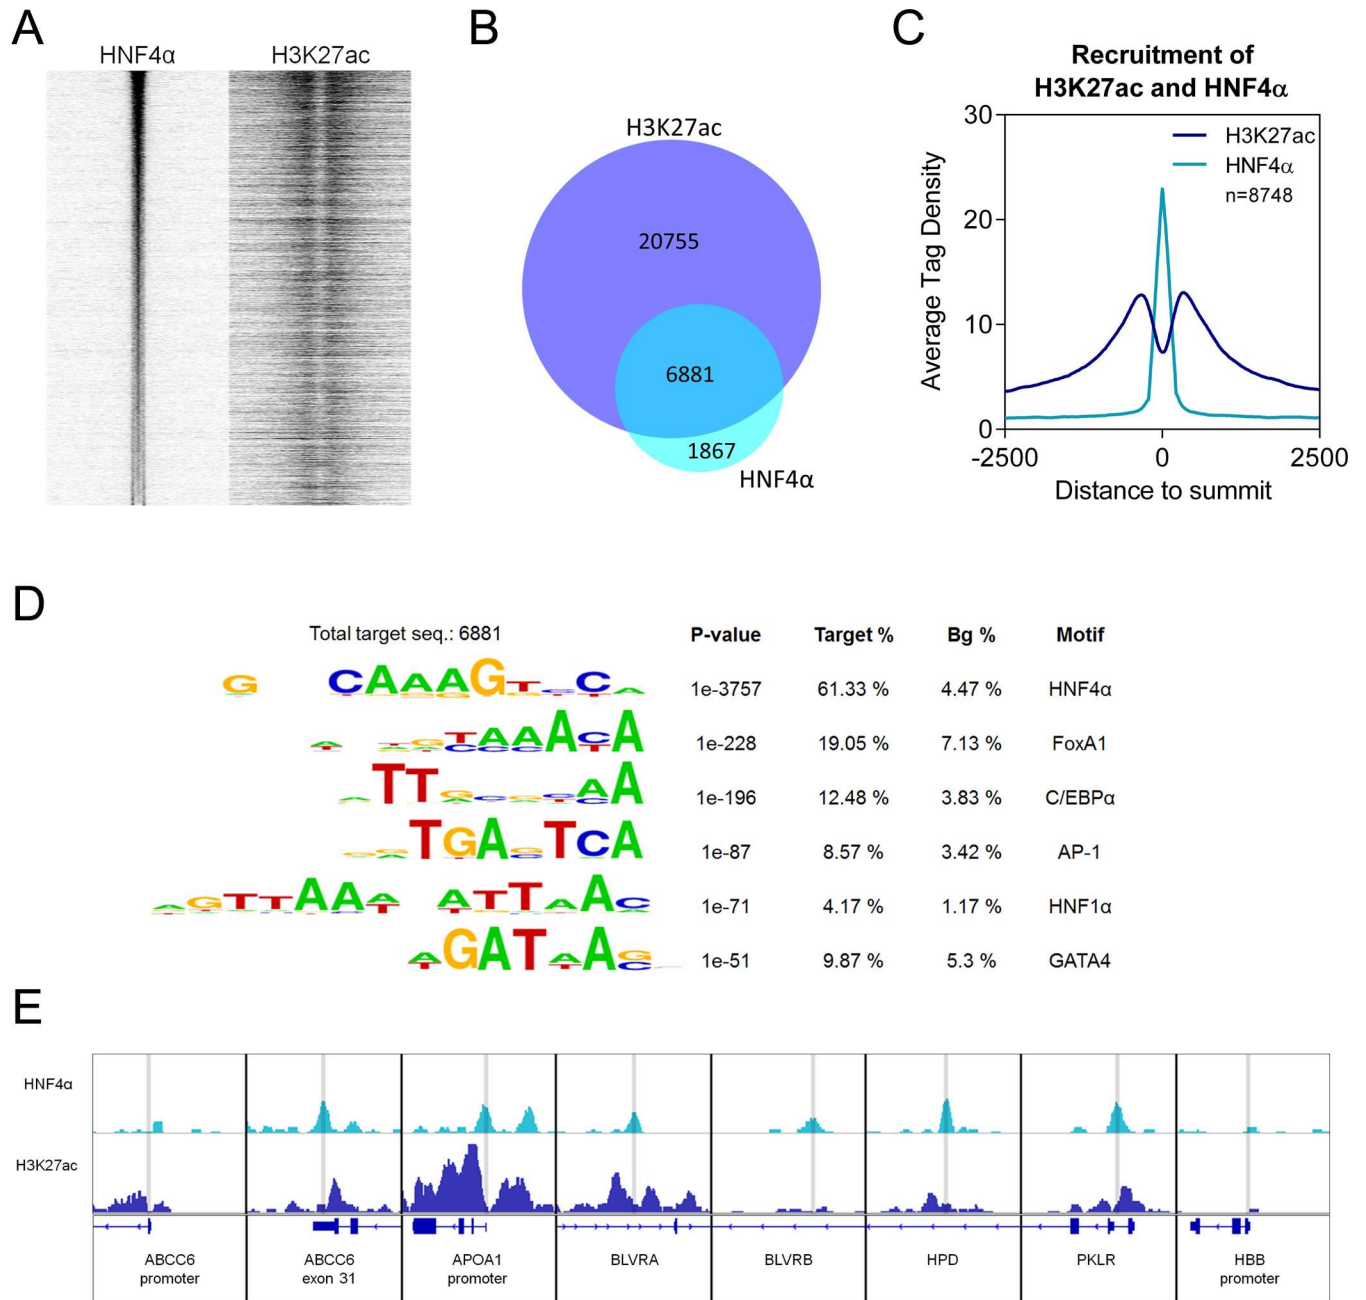 A
HNF4α
H3K27ac
B
H3K27ac
20755
6881
1867
HNF4α
C
Recruitment of
H3K27ac and HNF4α
Average Tag Density
30
20
10
0
H3K27ac
HNF4α
n=8748
-2500
0
2500
Distance to summit
D
Total target seq.: 6881
P-value
Target %
Bg %
Motif
1e-3757
61.33 %
4.47 %
HNF4α
1e-228
19.05 %
7.13 %
FoxA1
1e-196
12.48 %
3.83 %
C/EBPα
1e-87
8.57 %
3.42 %
AP-1
1e-71
4.17 %
1.17 %
HNF1α
1e-51
9.87 %
5.3 %
GATA4
E
HNF4α
H3K27ac
ABCC6
promoter
ABCC6
exon 31
APOA1
promoter
BLVRA
BLVRB
HPD
PKLR
HBB
promoter